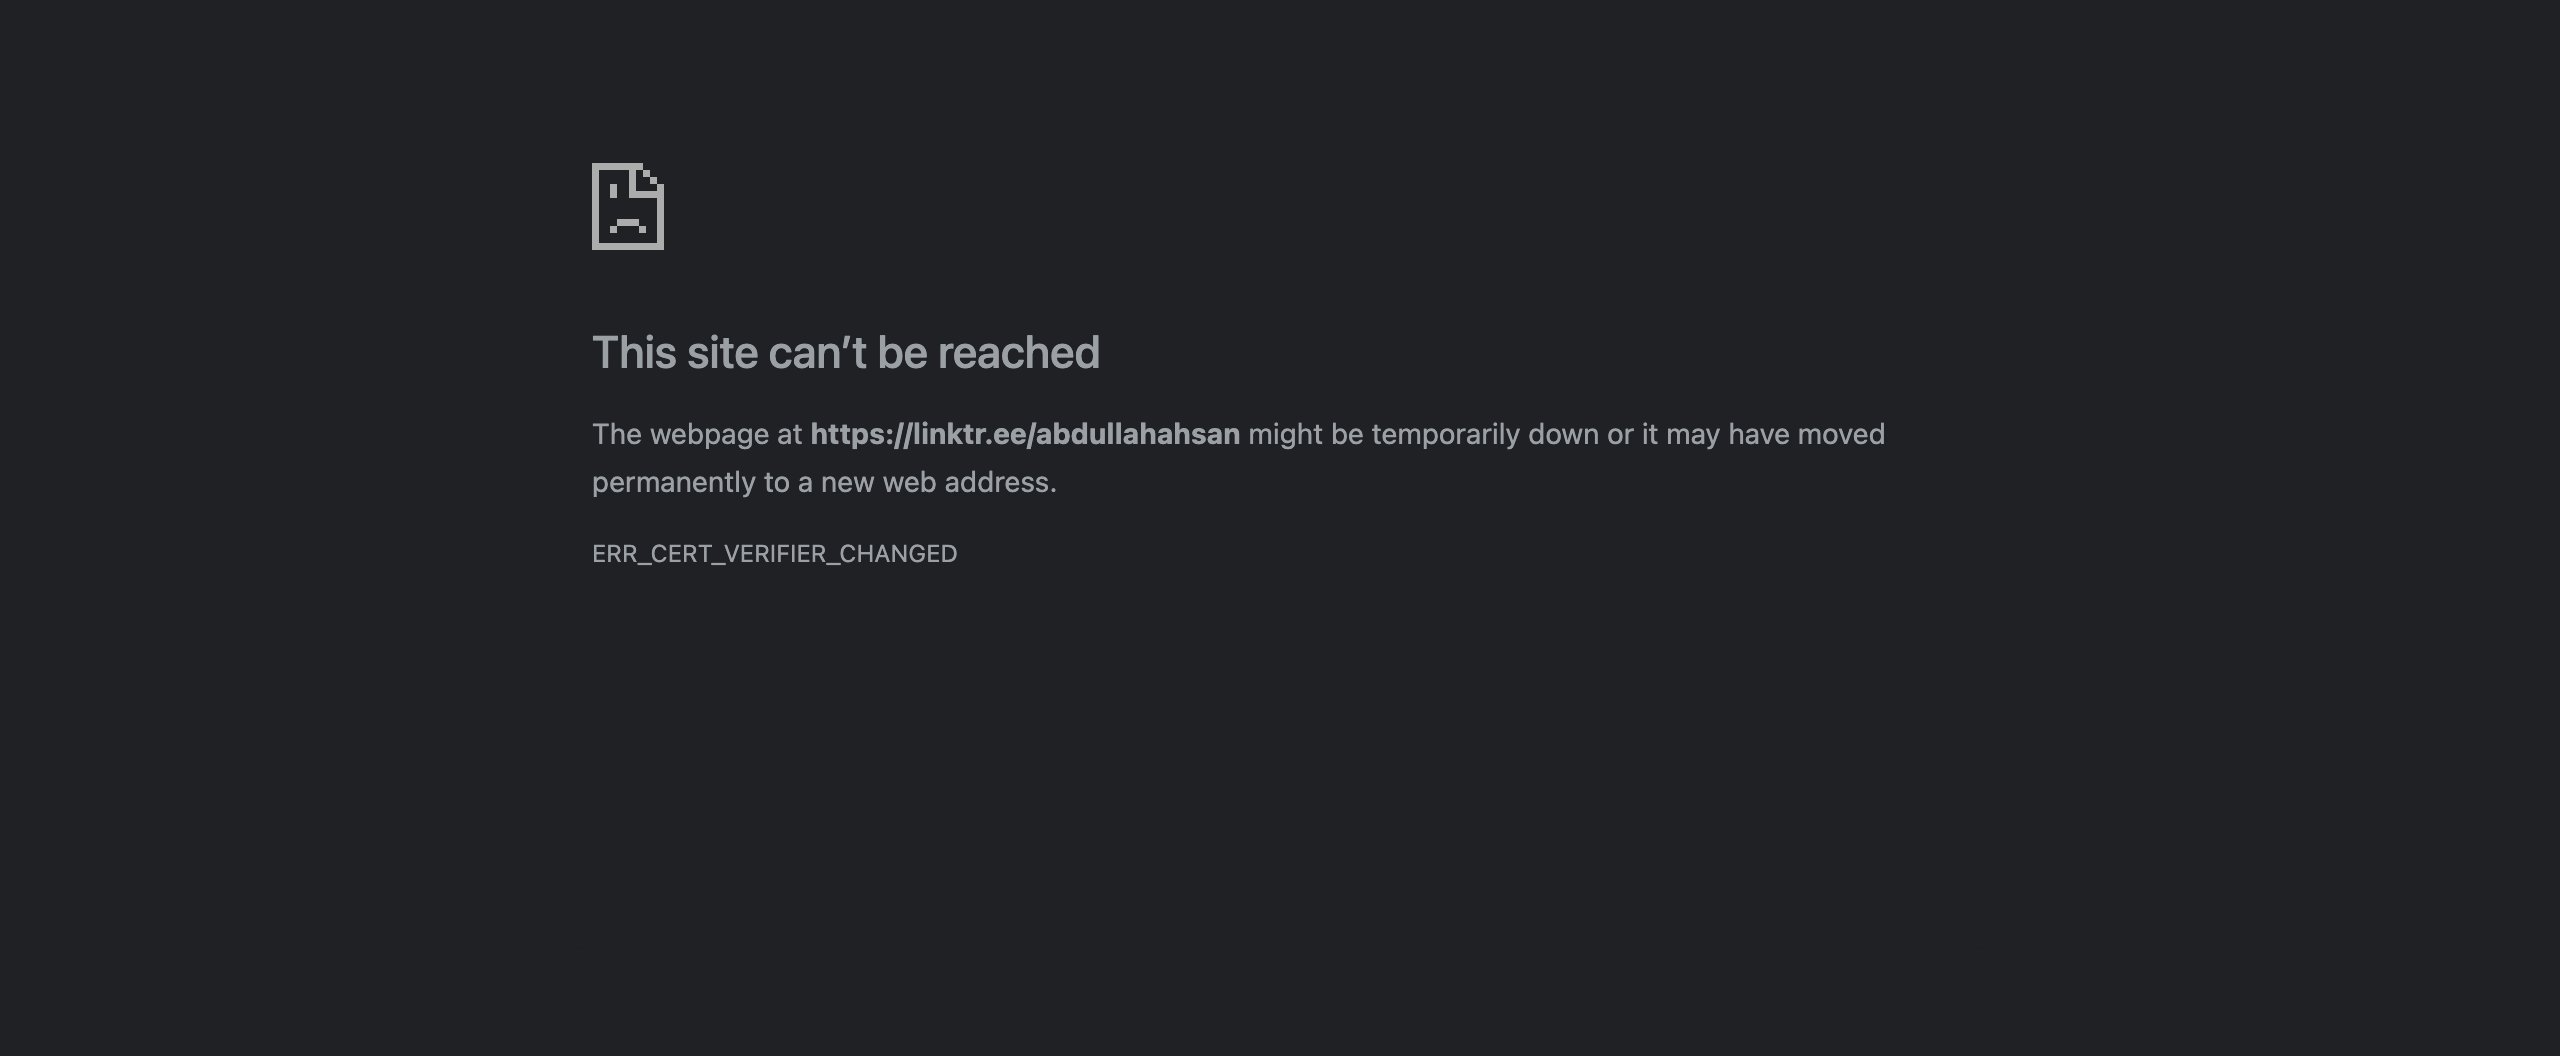 This site can’t be reached
The webpage at https://linktr.ee/abdullahahsan might be temporarily down or it may have moved
permanently to a new web address.
ERR_CERT_VERIFIER_CHANGED